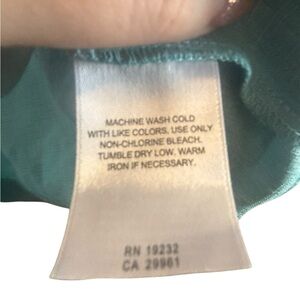 MACHINE WASH COLD
WITH LIKE COLORS, USE ONLY
NON-CHLORINE BLEACH.
TUMBLE DRY LOW. WARM
IRON IF NECESSARY.
RN 19232
CA 29961